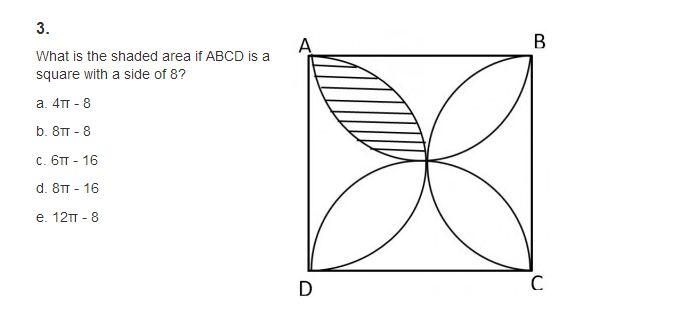 3.
What is the shaded area if ABCD is a
square with a side of 8?
a. 4π - 8
b. 8π - 8
c. 6π - 16
d. 8π - 16
e. 12π - 8
A
B
D
C